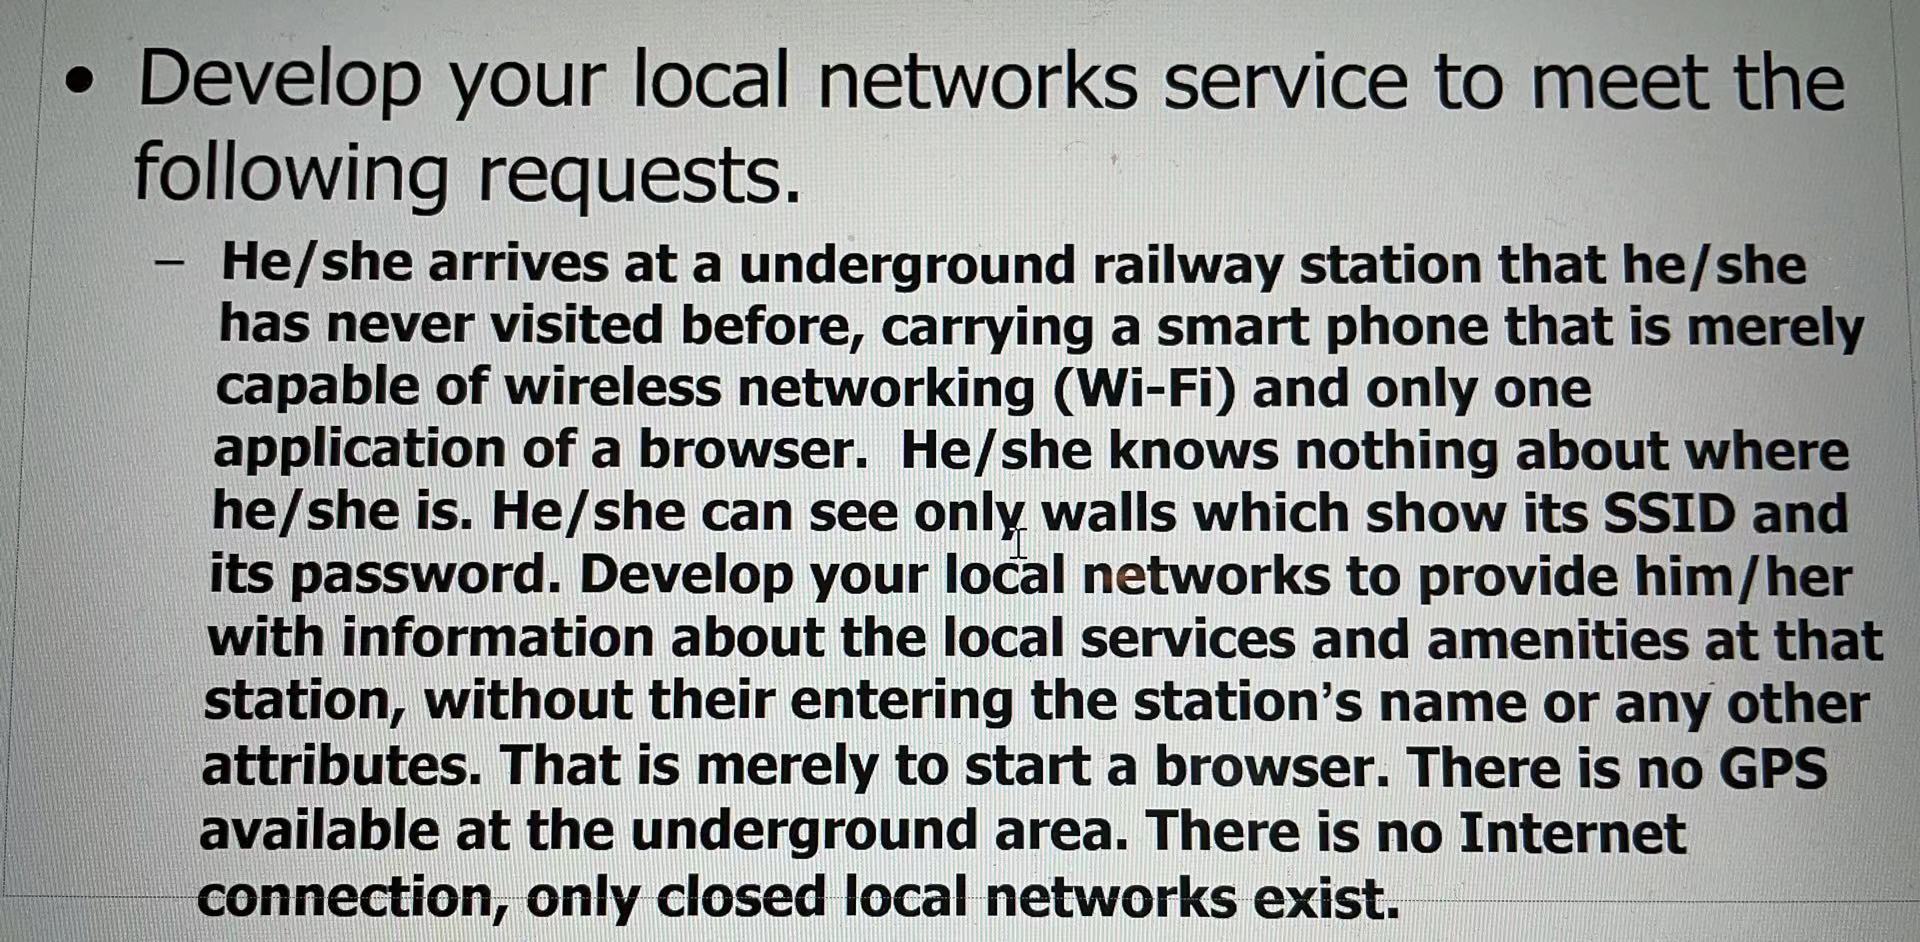 • Develop your local networks service to meet the
following requests.
– He/she arrives at a underground railway station that he/she
has never visited before, carrying a smart phone that is merely
capable of wireless networking (Wi-Fi) and only one
application of a browser.  He/she knows nothing about where
he/she is. He/she can see only walls which show its SSID and
its password. Develop your local networks to provide him/her
with information about the local services and amenities at that
station, without their entering the station’s name or any other
attributes. That is merely to start a browser. There is no GPS
available at the underground area. There is no Internet
connection, only closed local networks exist.